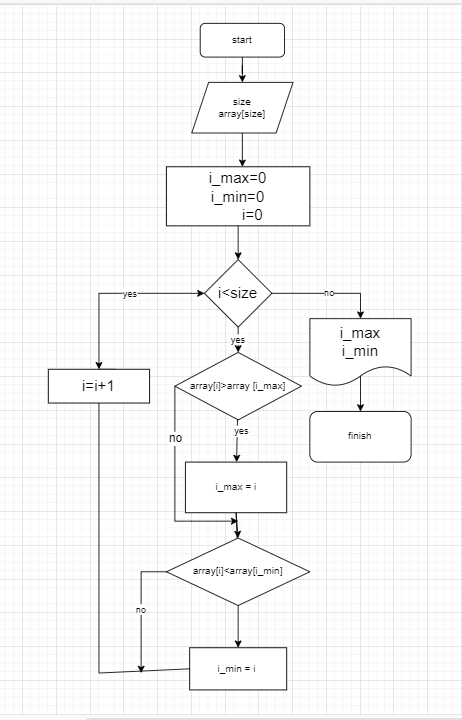 start
size
array[size]
i_max=0
i_min=0
i=0
i<size
yes
no
yes
i_max
i_min
i=i+1
array[i]>array [i_max]
finish
yes
no
i_max = i
array[i]<array[i_min]
no
i_min = i